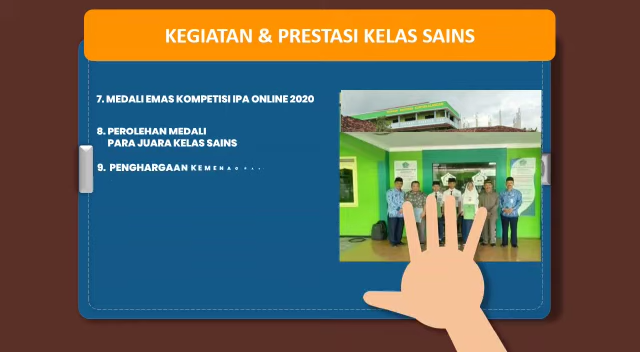 KEGIATAN & PRESTASI KELAS SAINS
7. MEDALI EMAS KOMPETISI IPA ONLINE 2020
8. PEROLEHAN MEDALI
PARA JUARA KELAS SAINS
9. PENGHARGAAN KEMENAG